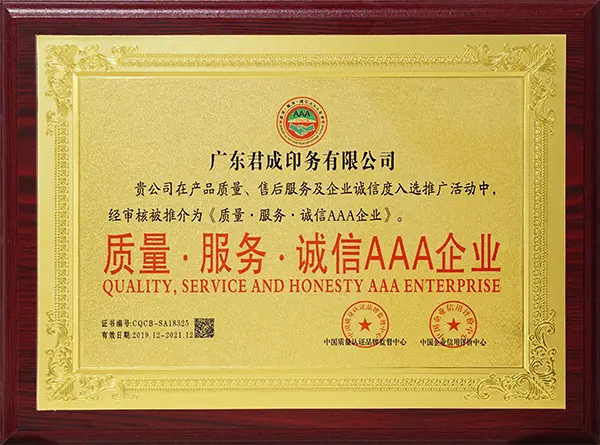 AAA
广东君成印务有限公司
贵公司在产品质量、售后服务及企业诚信度入选推广活动中,
经审核被推介为《质量·服务·诚信AAA企业》。
质量·服务·诚信AAA企业
QUALITY, SERVICE AND HONESTY AAA ENTERPRISE
证书编号:CQCB-SA18325
有效日期:2019.12-2021.12
中国质量认证品牌监督中心
中国企业信用评价中心